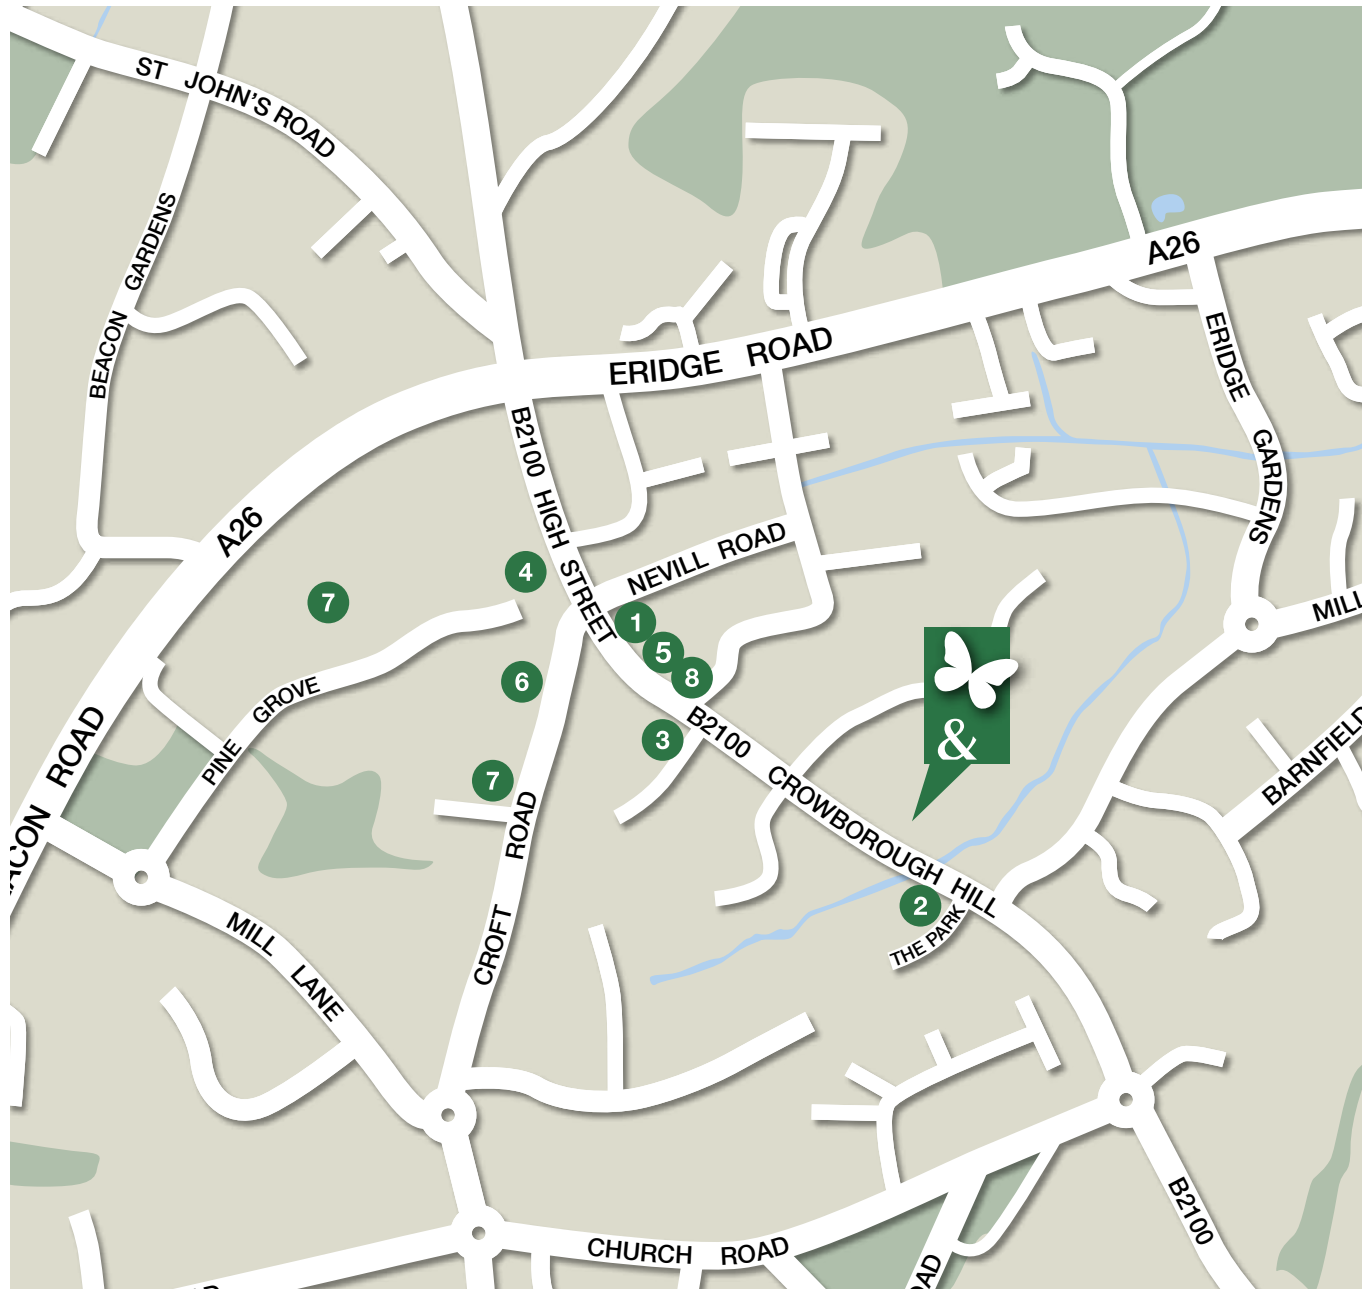 ST JOHN'S ROAD
BEACON GARDENS
A26
ERIDGE ROAD
ERIDGE GARDENS
B2100 HIGH STREET
A26
NEVILL ROAD
4
7
1
5
8
6
3
7
MILL
PINE GROVE
ACON ROAD
B2100 CROWBOROUGH HILL
&
BARNFIELD
CROFT ROAD
2
THE PARK
MILL LANE
B2100
CHURCH ROAD
OAD